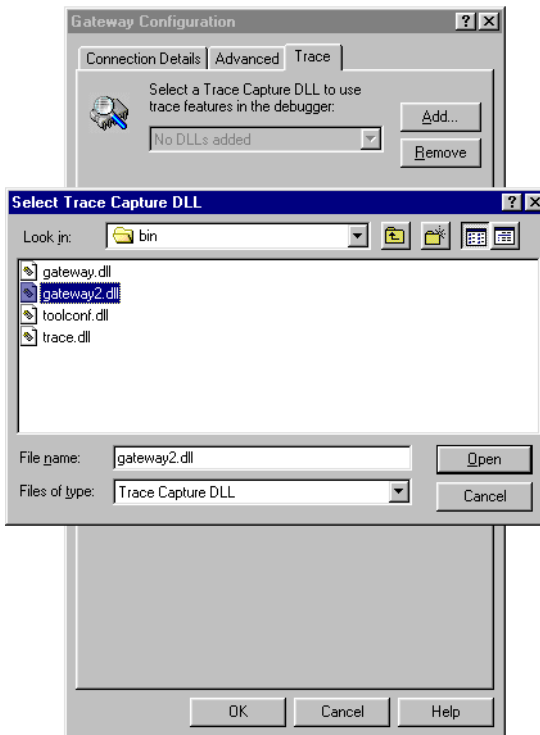 Gateway Configuration
Connection Details Advanced Trace
Select a Trace Capture DLL to use
trace features in the debugger:
No DLLs added
Add...
Remove
Select Trace Capture DLL
Look in: bin
gateway.dll
gateway2.dll
toolconf.dll
trace.dll
File name: gateway2.dll Open
Files of type: Trace Capture DLL Cancel
OK Cancel Help